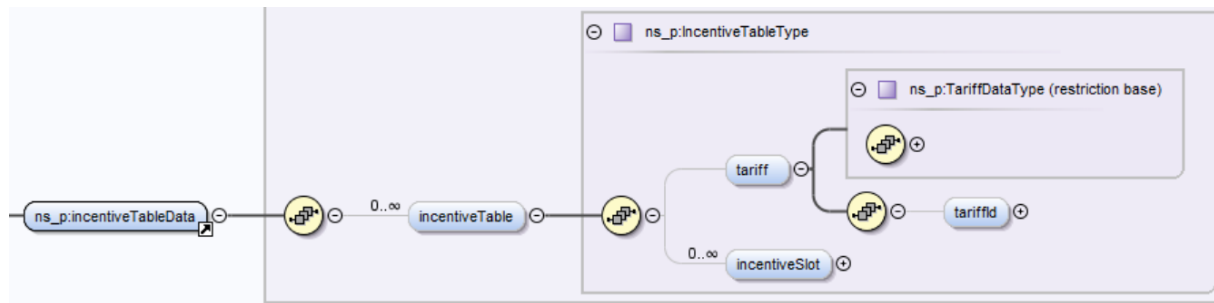 ns_p:IncentiveTableType
ns_p:TariffDataType (restriction base)
tariff
ns_p:incentiveTableData
0..∞
incentiveTable
tariffId
0..∞
incentiveSlot